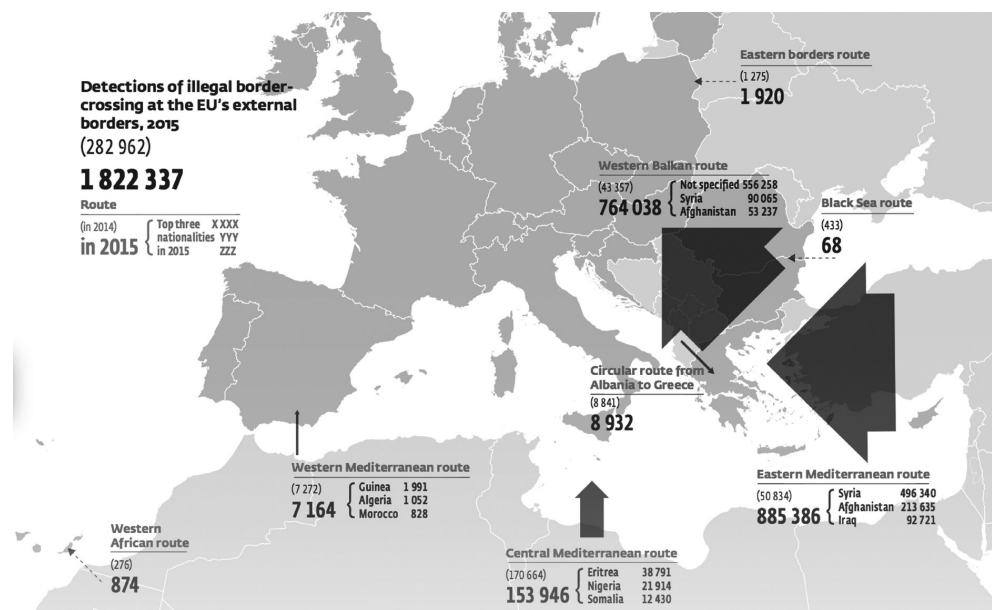 Detections of illegal border-
crossing at the EU's external
borders, 2015
(282 962)
1 822 337
Route
(in 2014)
in 2015
Top three X XXX
nationalities YYY
in 2015 ZZZ
Eastern borders route
(1 275)
1 920
Western Balkan route
(43 357)
764 038
Not specified 556 258
Syria 90 065
Afghanistan 53 237
Black Sea route
(433)
68
Circular route from
Albania to Greece
(8 841)
8 932
Western Mediterranean route
(7 272)
7 164
Guinea 1 991
Algeria 1 052
Morocco 828
Eastern Mediterranean route
(50 834)
885 386
Syria 496 340
Afghanistan 213 635
Iraq 92 721
Western
African route
(276)
874
Central Mediterranean route
(170 664)
153 946
Eritrea 38 791
Nigeria 21 914
Somalia 12 430